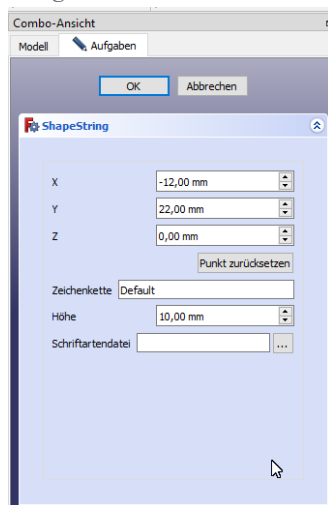 Combo-Ansicht
Modell Aufgaben
OK Abbrechen
ShapeString
X -12,00 mm
Y 22,00 mm
Z 0,00 mm
Punkt zurücksetzen
Zeichenkette Default
Höhe 10,00 mm
Schriftartendatei ...